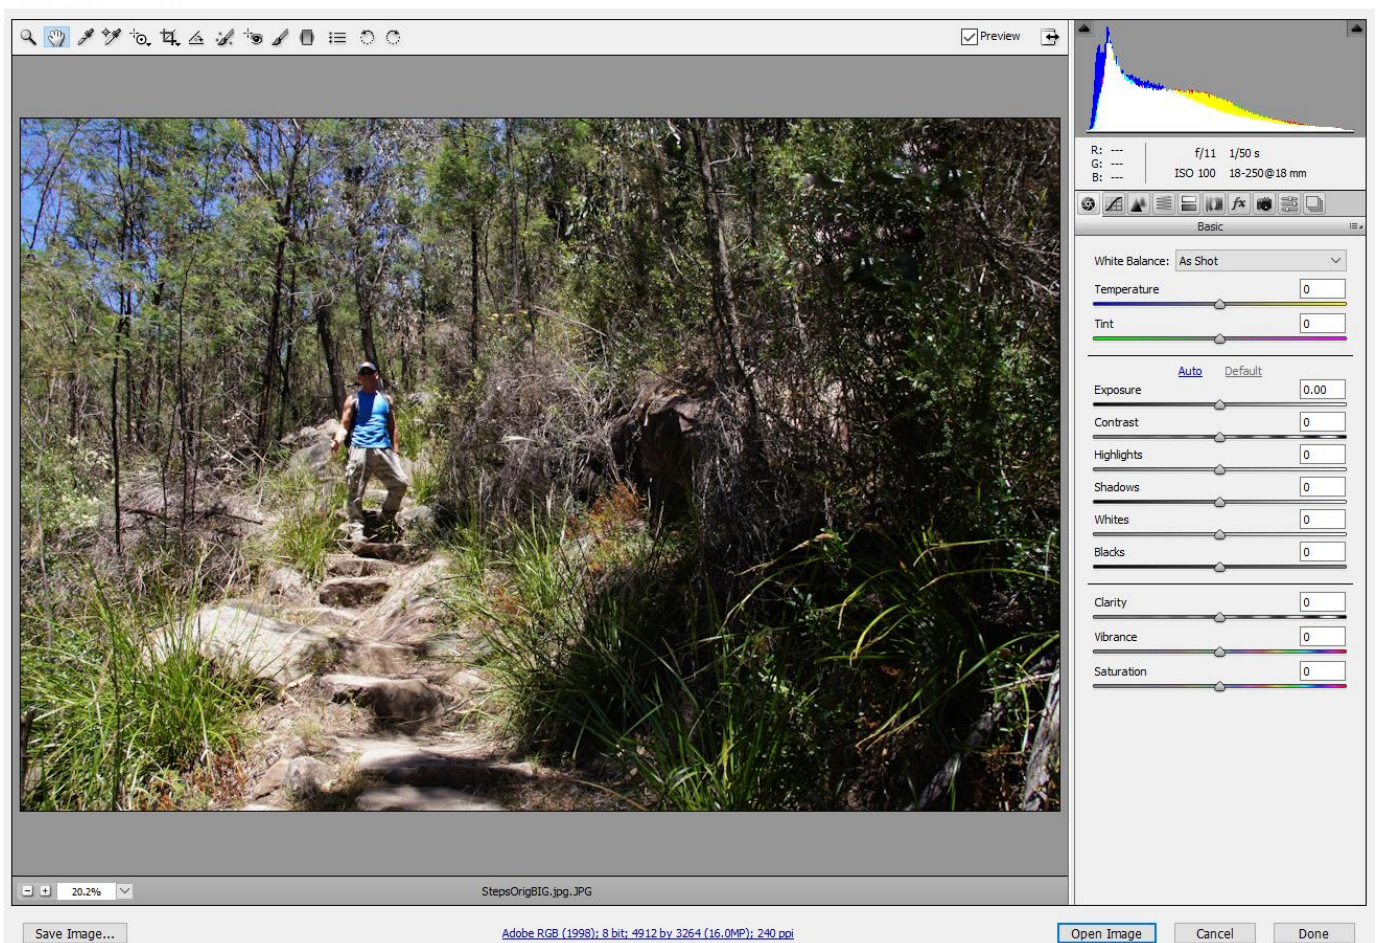 Preview
R: ---
G: ---
B: ---
f/11 1/50 s
ISO 100 18-250@18 mm
fx
Basic
White Balance: As Shot
Temperature 0
Tint 0
Auto Default
Exposure 0.00
Contrast 0
Highlights 0
Shadows 0
Whites 0
Blacks 0
Clarity 0
Vibrance 0
Saturation 0
20.2%
StepsOrigBIG.jpg.JPG
Save Image...
Adobe RGB (1998); 8 bit; 4912 by 3264 (16.0MP); 240 ppi
Open Image
Cancel
Done